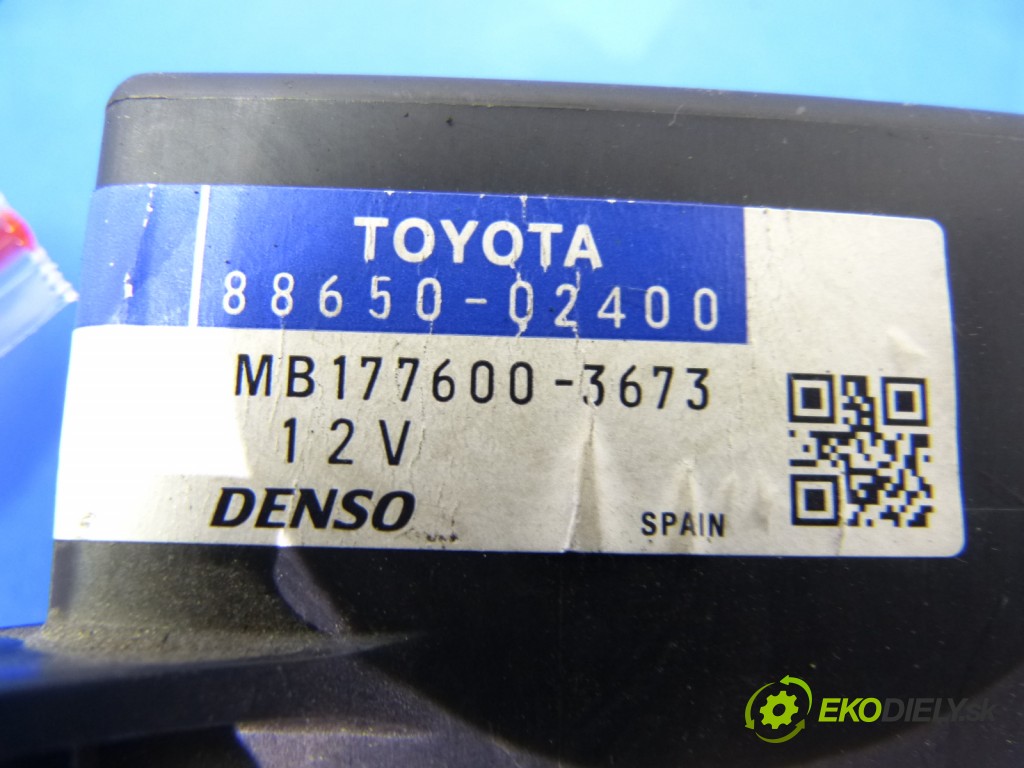 TOYOTA
88650-02400
MB177600-3673
12V
DENSO
SPAIN
EKODIELY.sk